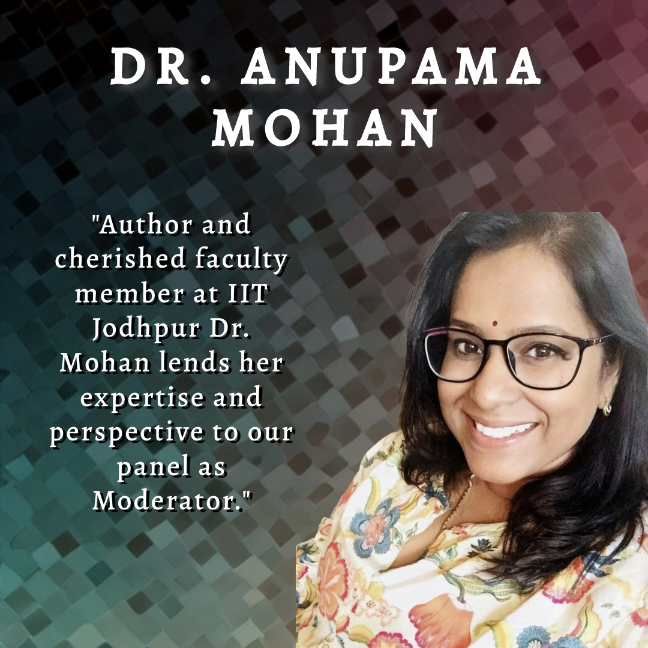 DR. ANUPAMA
MOHAN
"Author and
cherished faculty
member at IIT
Jodhpur Dr.
Mohan lends her
expertise and
perspective to our
panel as
Moderator."